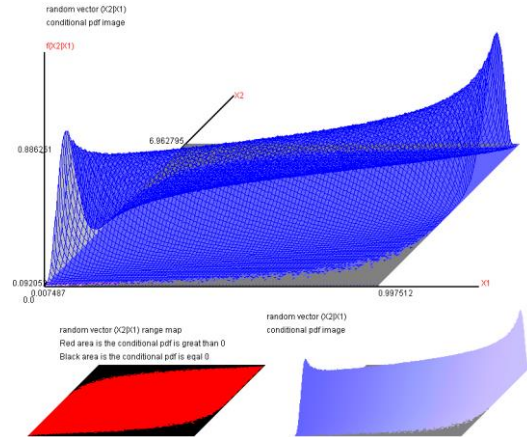 random vector (X2|X1)
conditional pdf image
f(X2|X1)
X2
6.962795
0.886251
0.09205
0.007487
0.0
0.997512
X1
random vector (X2|X1) range map
Red area is the conditional pdf is great than 0
Black area is the conditional pdf is eqal 0
random vector (X2|X1)
conditional pdf image